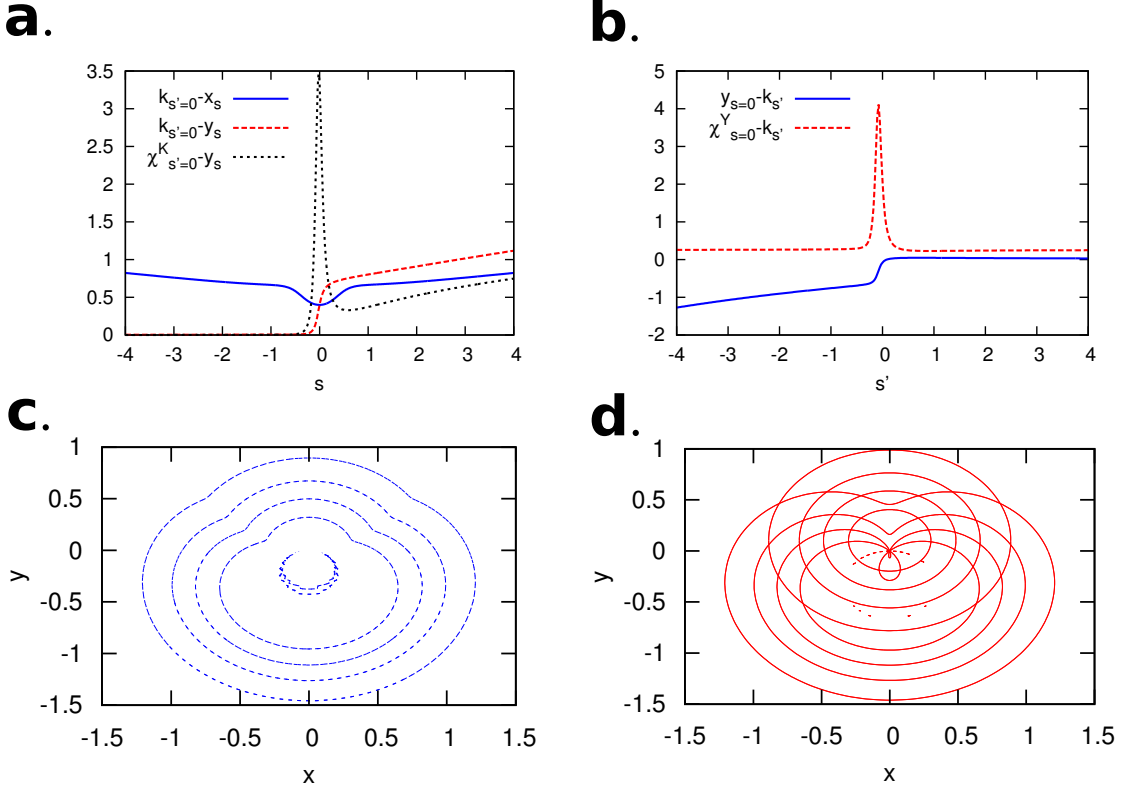 a.
3.5
3
2.5
2
1.5
1
0.5
0
-4 -3 -2 -1 0 1 2 3 4
s
k_{s'=0}-x_s
k_{s'=0}-y_s
χ^K_{s'=0}-y_s
b.
5
4
3
2
1
0
-1
-2
-4 -3 -2 -1 0 1 2 3 4
s'
y_{s=0}-k_{s'}
χ^Y_{s=0}-k_{s'}
c.
1
0.5
0
-0.5
-1
-1.5
y
-1.5 -1 -0.5 0 0.5 1 1.5
x
d.
1
0.5
0
-0.5
-1
-1.5
y
-1.5 -1 -0.5 0 0.5 1 1.5
x